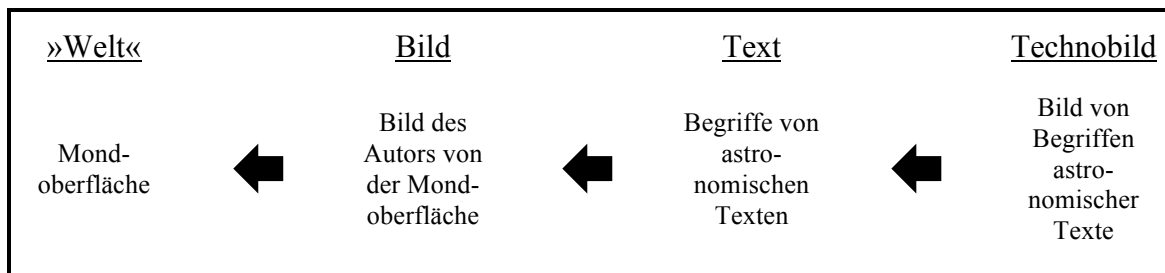 »Welt«
Bild
Text
Technobild
Mond-
oberfläche
Bild des
Autors von
der Mond-
oberfläche
Begriffe von
astro-
nomischen
Texten
Bild von
Begriffen
astro-
nomischer
Texte